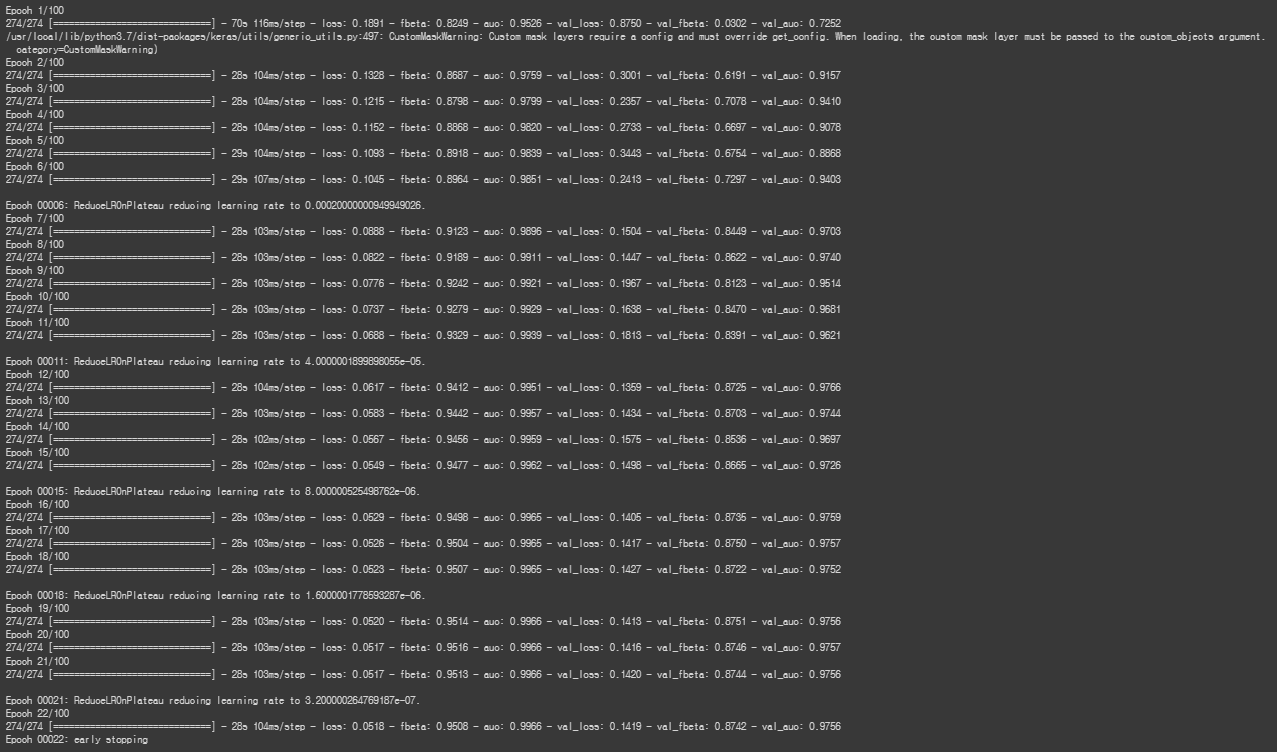 Epoch 1/100
274/274 [==============================] - 70s 116ms/step - loss: 0.1891 - fbeta: 0.8249 - auc: 0.9526 - val_loss: 0.8750 - val_fbeta: 0.0302 - val_auc: 0.7252
/usr/local/lib/python3.7/dist-packages/keras/utils/generic_utils.py:497: CustomMaskWarning: Custom mask layers require a config and must override get_config. When loading, the custom mask layer must be passed to the custom_objects argument.
  category=CustomMaskWarning)
Epoch 2/100
274/274 [==============================] - 28s 104ms/step - loss: 0.1328 - fbeta: 0.8687 - auc: 0.9759 - val_loss: 0.3001 - val_fbeta: 0.6191 - val_auc: 0.9157
Epoch 3/100
274/274 [==============================] - 28s 104ms/step - loss: 0.1215 - fbeta: 0.8798 - auc: 0.9799 - val_loss: 0.2357 - val_fbeta: 0.7078 - val_auc: 0.9410
Epoch 4/100
274/274 [==============================] - 28s 104ms/step - loss: 0.1152 - fbeta: 0.8868 - auc: 0.9820 - val_loss: 0.2733 - val_fbeta: 0.6697 - val_auc: 0.9078
Epoch 5/100
274/274 [==============================] - 29s 104ms/step - loss: 0.1093 - fbeta: 0.8918 - auc: 0.9839 - val_loss: 0.3443 - val_fbeta: 0.6754 - val_auc: 0.8868
Epoch 6/100
274/274 [==============================] - 29s 107ms/step - loss: 0.1045 - fbeta: 0.8964 - auc: 0.9851 - val_loss: 0.2413 - val_fbeta: 0.7297 - val_auc: 0.9403
Epoch 00006: ReduceLROnPlateau reducing learning rate to 0.00020000000949949026.
Epoch 7/100
274/274 [==============================] - 28s 103ms/step - loss: 0.0888 - fbeta: 0.9123 - auc: 0.9896 - val_loss: 0.1504 - val_fbeta: 0.8449 - val_auc: 0.9703
Epoch 8/100
274/274 [==============================] - 28s 103ms/step - loss: 0.0822 - fbeta: 0.9189 - auc: 0.9911 - val_loss: 0.1447 - val_fbeta: 0.8622 - val_auc: 0.9740
Epoch 9/100
274/274 [==============================] - 28s 103ms/step - loss: 0.0776 - fbeta: 0.9242 - auc: 0.9921 - val_loss: 0.1967 - val_fbeta: 0.8123 - val_auc: 0.9514
Epoch 10/100
274/274 [==============================] - 28s 103ms/step - loss: 0.0737 - fbeta: 0.9279 - auc: 0.9929 - val_loss: 0.1638 - val_fbeta: 0.8470 - val_auc: 0.9681
Epoch 11/100
274/274 [==============================] - 28s 103ms/step - loss: 0.0688 - fbeta: 0.9329 - auc: 0.9939 - val_loss: 0.1813 - val_fbeta: 0.8391 - val_auc: 0.9621
Epoch 00011: ReduceLROnPlateau reducing learning rate to 4.0000001899898055e-05.
Epoch 12/100
274/274 [==============================] - 28s 104ms/step - loss: 0.0617 - fbeta: 0.9412 - auc: 0.9951 - val_loss: 0.1359 - val_fbeta: 0.8725 - val_auc: 0.9766
Epoch 13/100
274/274 [==============================] - 28s 103ms/step - loss: 0.0583 - fbeta: 0.9442 - auc: 0.9957 - val_loss: 0.1434 - val_fbeta: 0.8703 - val_auc: 0.9744
Epoch 14/100
274/274 [==============================] - 28s 102ms/step - loss: 0.0567 - fbeta: 0.9456 - auc: 0.9959 - val_loss: 0.1575 - val_fbeta: 0.8536 - val_auc: 0.9697
Epoch 15/100
274/274 [==============================] - 28s 102ms/step - loss: 0.0549 - fbeta: 0.9477 - auc: 0.9962 - val_loss: 0.1498 - val_fbeta: 0.8665 - val_auc: 0.9726
Epoch 00015: ReduceLROnPlateau reducing learning rate to 8.000000525498762e-06.
Epoch 16/100
274/274 [==============================] - 28s 103ms/step - loss: 0.0529 - fbeta: 0.9498 - auc: 0.9965 - val_loss: 0.1405 - val_fbeta: 0.8735 - val_auc: 0.9759
Epoch 17/100
274/274 [==============================] - 28s 103ms/step - loss: 0.0526 - fbeta: 0.9504 - auc: 0.9965 - val_loss: 0.1417 - val_fbeta: 0.8750 - val_auc: 0.9757
Epoch 18/100
274/274 [==============================] - 28s 103ms/step - loss: 0.0523 - fbeta: 0.9507 - auc: 0.9965 - val_loss: 0.1427 - val_fbeta: 0.8722 - val_auc: 0.9752
Epoch 00018: ReduceLROnPlateau reducing learning rate to 1.6000001778593287e-06.
Epoch 19/100
274/274 [==============================] - 28s 103ms/step - loss: 0.0520 - fbeta: 0.9514 - auc: 0.9966 - val_loss: 0.1413 - val_fbeta: 0.8751 - val_auc: 0.9756
Epoch 20/100
274/274 [==============================] - 28s 103ms/step - loss: 0.0517 - fbeta: 0.9516 - auc: 0.9966 - val_loss: 0.1416 - val_fbeta: 0.8746 - val_auc: 0.9757
Epoch 21/100
274/274 [==============================] - 28s 103ms/step - loss: 0.0517 - fbeta: 0.9513 - auc: 0.9966 - val_loss: 0.1420 - val_fbeta: 0.8744 - val_auc: 0.9756
Epoch 00021: ReduceLROnPlateau reducing learning rate to 3.200000264769187e-07.
Epoch 22/100
274/274 [==============================] - 28s 104ms/step - loss: 0.0518 - fbeta: 0.9508 - auc: 0.9966 - val_loss: 0.1419 - val_fbeta: 0.8742 - val_auc: 0.9756
Epoch 00022: early stopping